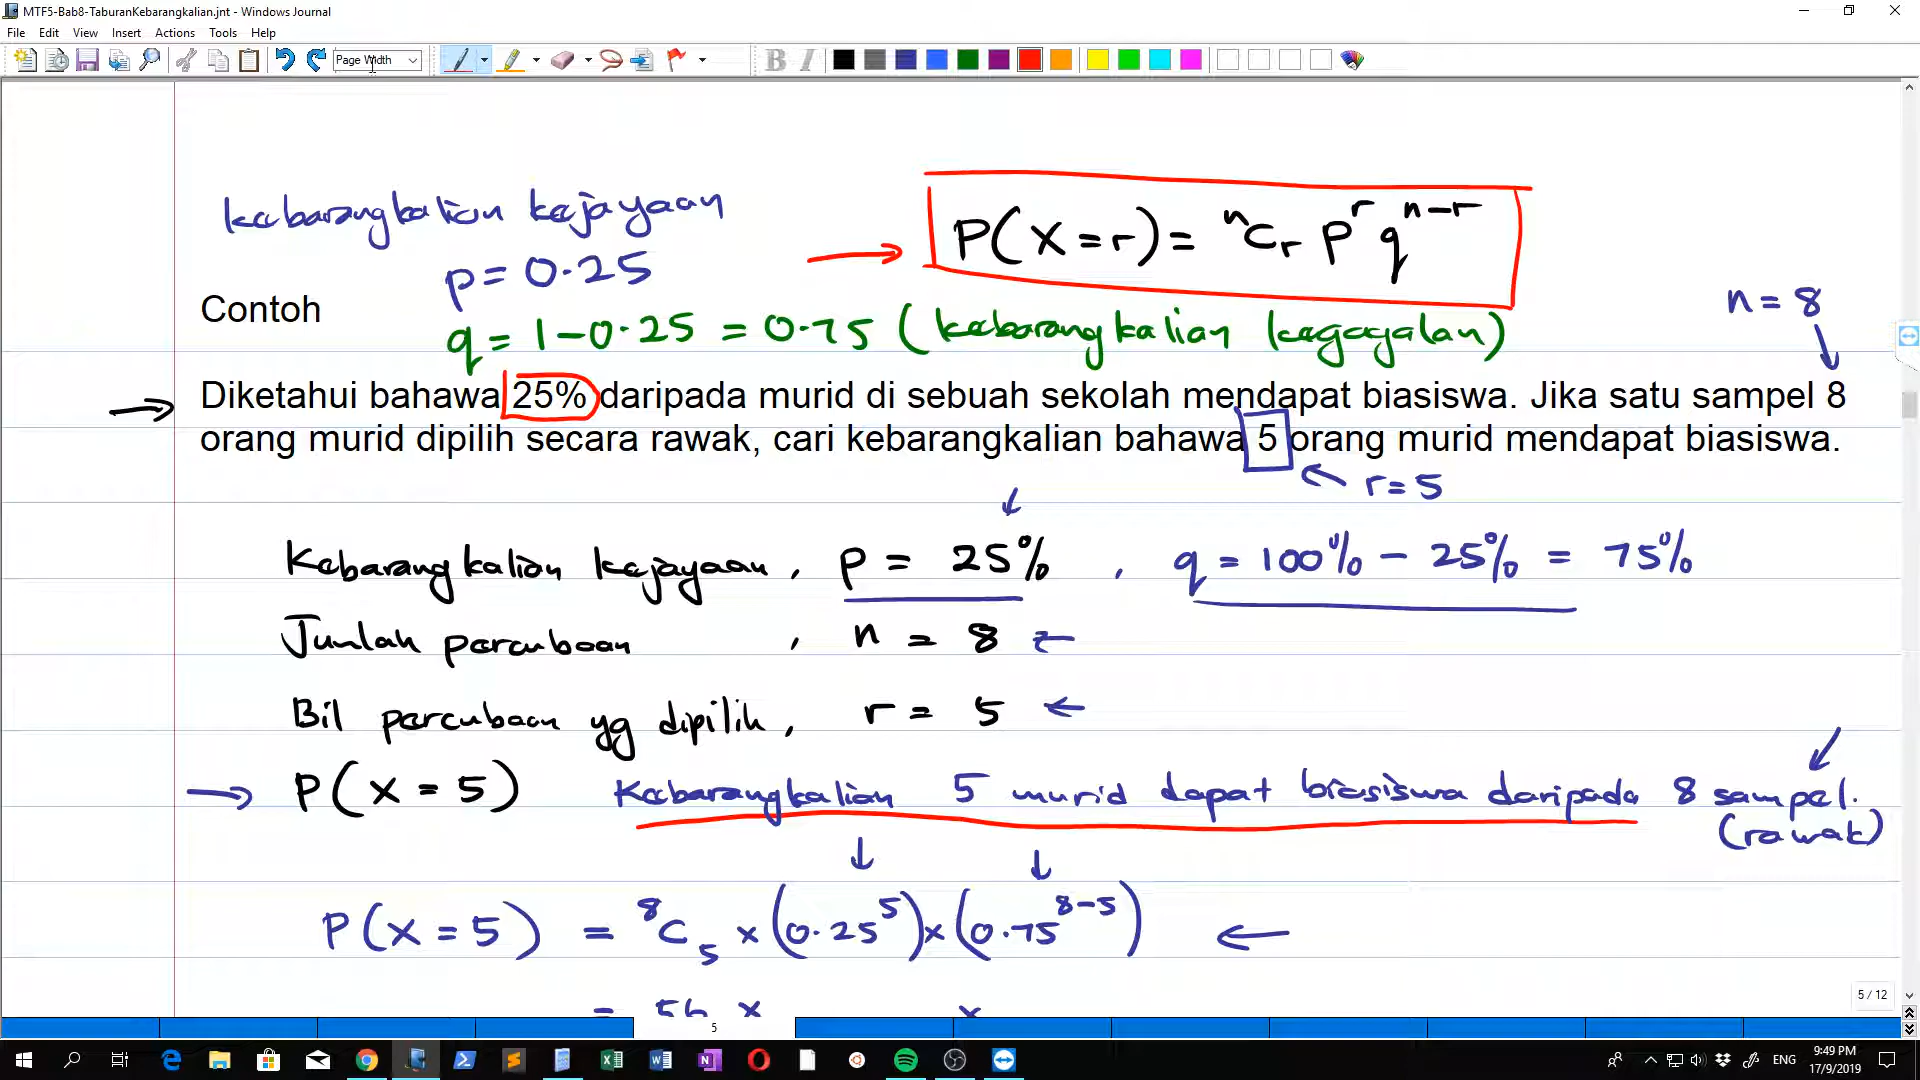 MTF5-Bab8-TaburanKebarangkalian.jnt - Windows Journal
File Edit View Insert Actions Tools Help
Page Width
B I
kebarangkalian kejayaan
P(X=r) = nCr p^r q^n-r
p = 0.25
n = 8
Contoh
q = 1-0.25 = 0.75 (kebarangkalian kegagalan)
Diketahui bahawa 25% daripada murid di sebuah sekolah mendapat biasiswa. Jika satu sampel 8
orang murid dipilih secara rawak, cari kebarangkalian bahawa 5 orang murid mendapat biasiswa.
r = 5
Kebarangkalian kejayaan, p = 25%, q = 100% - 25% = 75%
Jumlah percubaan, n = 8
Bil percubaan yg dipilih, r = 5
P(X = 5) Kebarangkalian 5 murid dapat biasiswa daripada 8 sampel.
(rawak)
P(X = 5) = 8C5 x (0.25^5) x (0.75^8-5)
= 56 x x
5 / 12
5
ENG
9:49 PM
17/9/2019